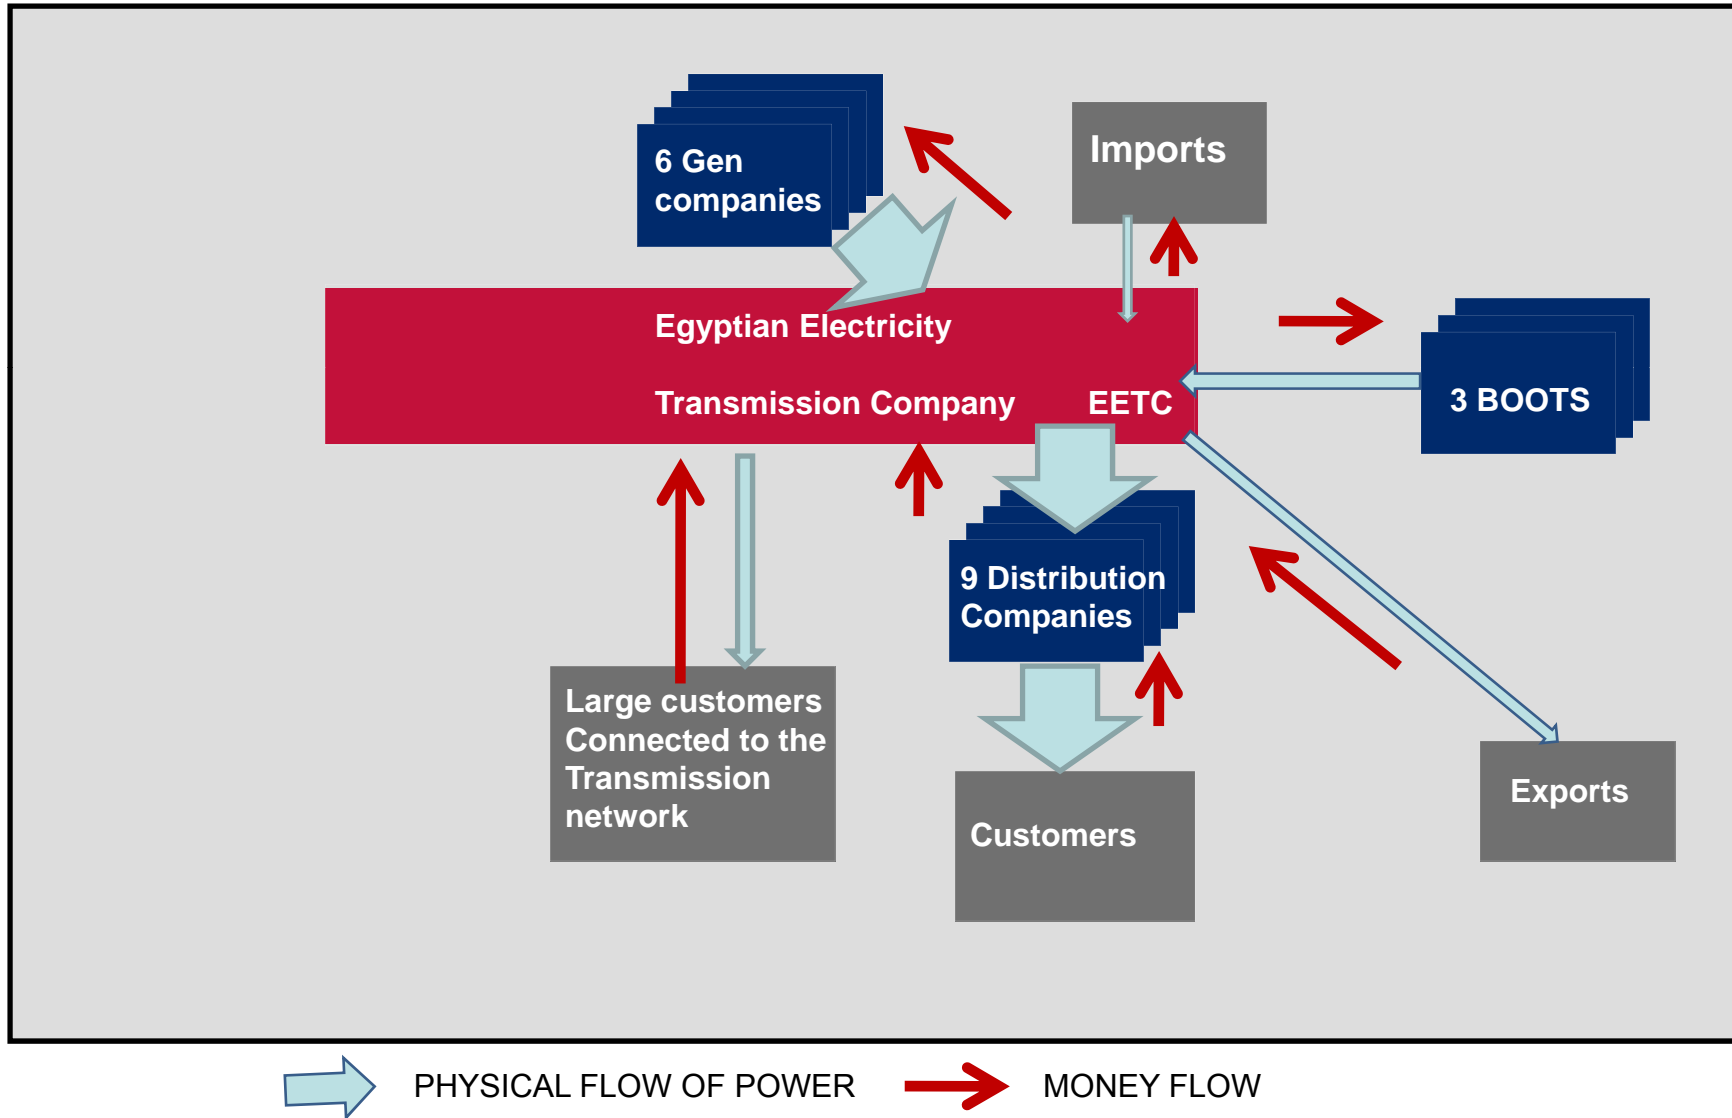 6 Gen
companies
Imports
Egyptian Electricity
Transmission Company EETC
3 BOOTS
9 Distribution
Companies
Large customers
Connected to the
Transmission
network
Customers
Exports
PHYSICAL FLOW OF POWER
MONEY FLOW